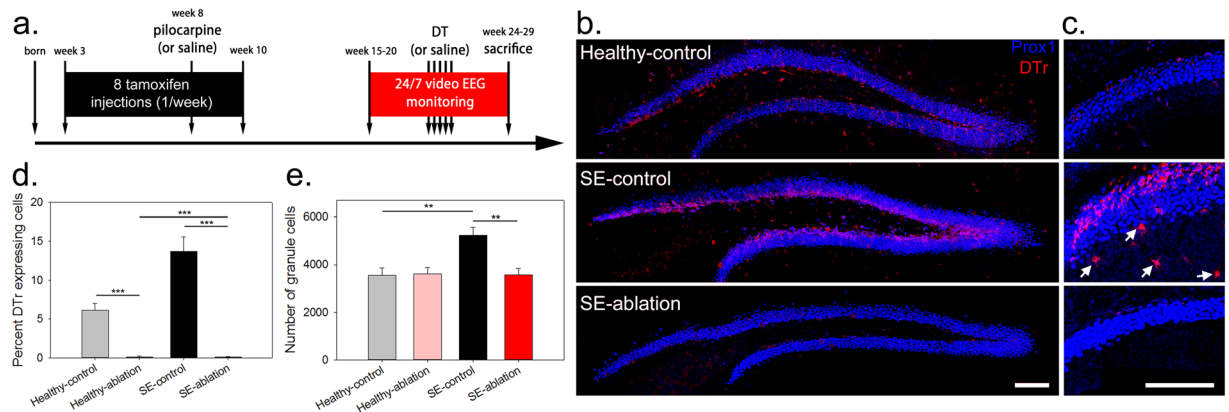 a.
born
week 3
week 8
pilocarpine
(or saline)
week 10
8 tamoxifen
injections (1/week)
week 15-20
DT
(or saline)
week 24-29
sacrifice
24/7 video EEG
monitoring
b.
Healthy-control
Prox1
DTr
SE-control
SE-ablation
c.
d.
Percent DTr expressing cells
20
15
10
5
0
***
***
***
Healthy-control
Healthy-ablation
SE-control
SE-ablation
e.
Number of granule cells
6000
4000
2000
0
**
**
Healthy-control
Healthy-ablation
SE-control
SE-ablation